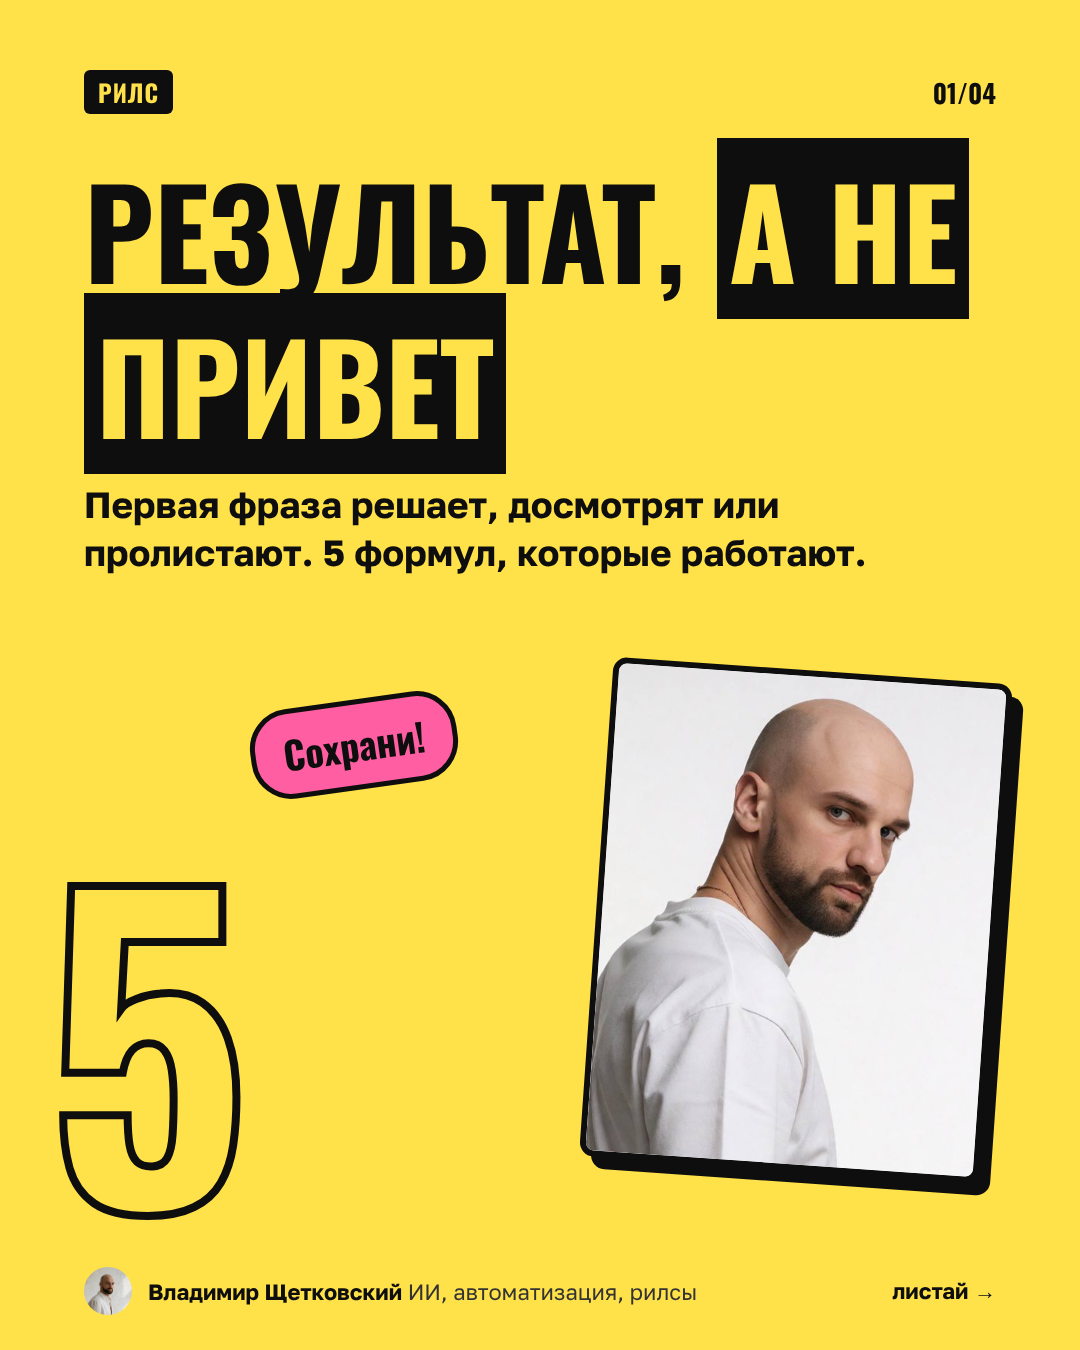 РИЛС
01/04
РЕЗУЛЬТАТ, А НЕ
ПРИВЕТ
Первая фраза решает, досмотрят или
пролистают. 5 формул, которые работают.
Сохрани!
5
Владимир Щетковский ИИ, автоматизация, рилсы
листай →